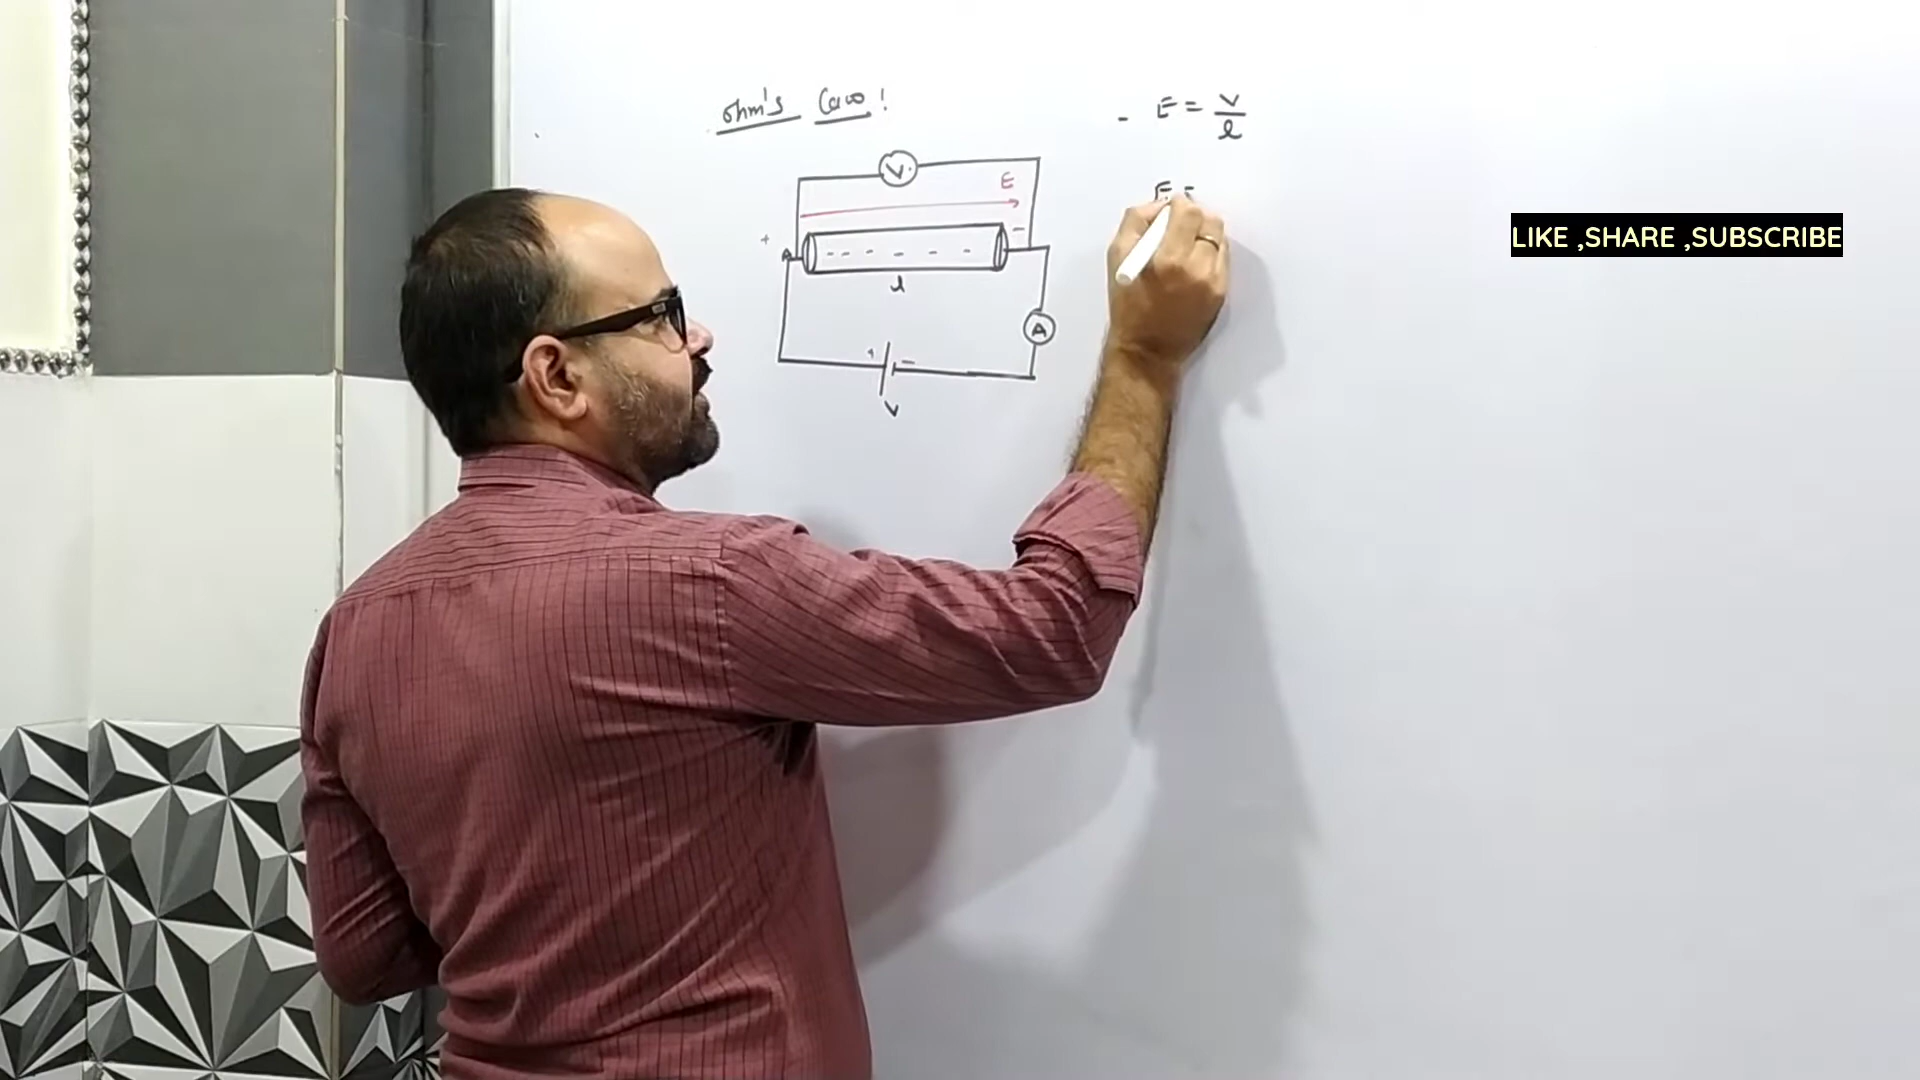 ohm's Law !
- E = V/l
E =
V
E
+ -
A - - - - - -
l
A
+ -
V
LIKE ,SHARE ,SUBSCRIBE